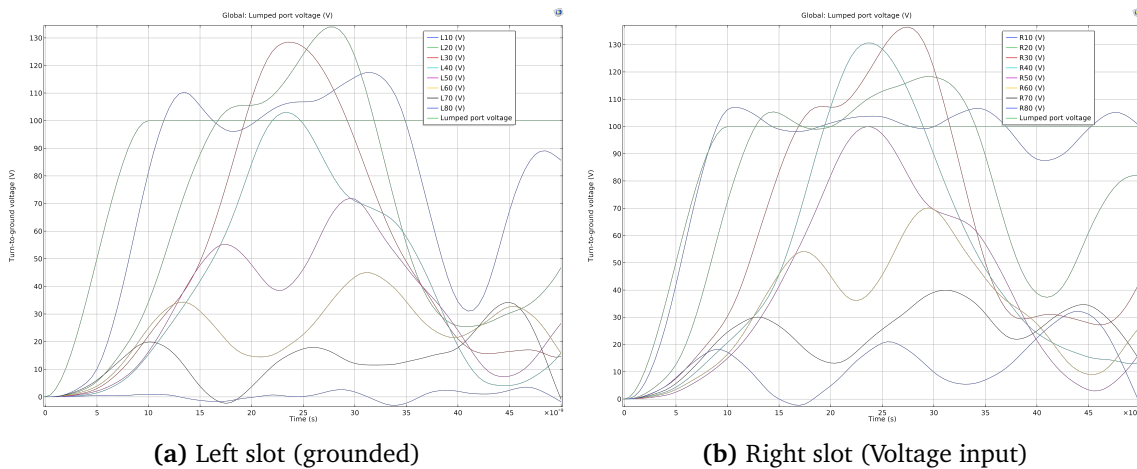 Global: Lumped port voltage (V)
130
120
110
100
90
80
70
60
50
40
30
20
10
0
Turn-to-ground voltage (V)
L10 (V)
L20 (V)
L30 (V)
L40 (V)
L50 (V)
L60 (V)
L70 (V)
L80 (V)
Lumped port voltage
0 5 10 15 20 25 30 35 40 45 ×10⁻⁸
Time (s)
(a) Left slot (grounded)
Global: Lumped port voltage (V)
130
120
110
100
90
80
70
60
50
40
30
20
10
0
Turn-to-ground voltage (V)
R10 (V)
R20 (V)
R30 (V)
R40 (V)
R50 (V)
R60 (V)
R70 (V)
R80 (V)
Lumped port voltage
0 5 10 15 20 25 30 35 40 45 ×10
Time (s)
(b) Right slot (Voltage input)